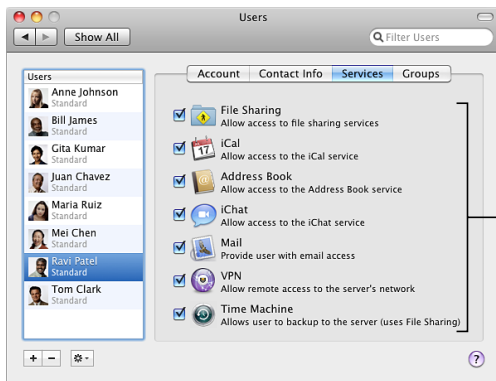 Users
Show All
Filter Users
Users
Anne Johnson
Standard
Bill James
Standard
Gita Kumar
Standard
Juan Chavez
Standard
Maria Ruiz
Standard
Mei Chen
Standard
Ravi Patel
Standard
Tom Clark
Standard
Account Contact Info Services Groups
File Sharing
Allow access to file sharing services
17
iCal
Allow access to the iCal service
@
Address Book
Allow access to the Address Book service
iChat
Allow access to the iChat service
Mail
Provide user with email access
VPN
Allow remote access to the server's network
Time Machine
Allows user to backup to the server (uses File Sharing)
+ −
?